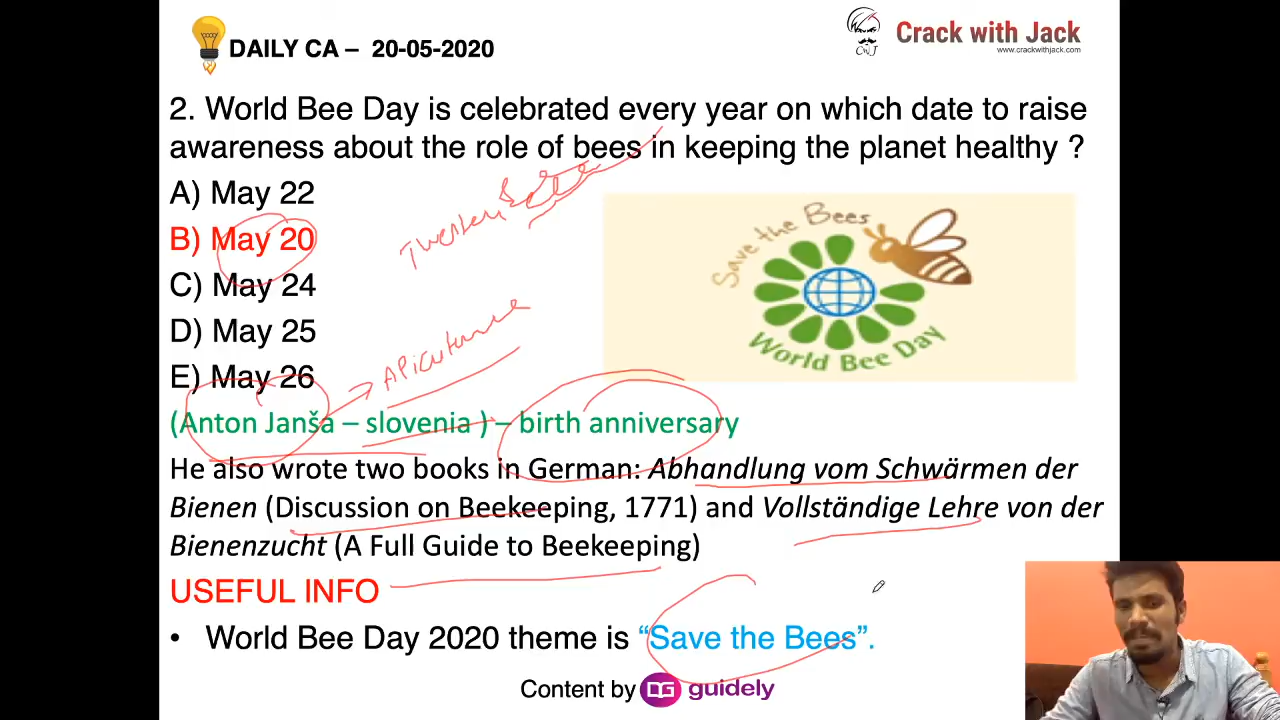 DAILY CA – 20-05-2020
Crack with Jack
www.crackwithjack.com
CWJ
2. World Bee Day is celebrated every year on which date to raise
awareness about the role of bees in keeping the planet healthy ?
A) May 22
B) May 20
C) May 24
D) May 25
E) May 26
Save the Bees
World Bee Day
(Anton Janša – slovenia ) – birth anniversary
He also wrote two books in German: Abhandlung vom Schwärmen der
Bienen (Discussion on Beekeeping, 1771) and Vollständige Lehre von der
Bienenzucht (A Full Guide to Beekeeping)
USEFUL INFO
• World Bee Day 2020 theme is “Save the Bees”.
Content by guidely